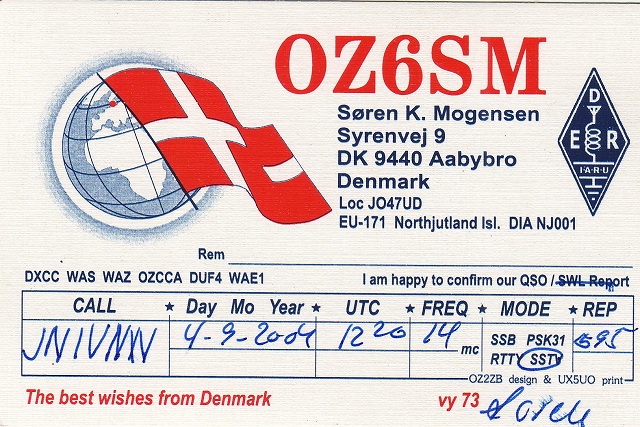 OZ6SM
Søren K. Mogensen
Syrenvej 9
DK 9440 Aabybro
Denmark
Loc JO47UD
EU-171 Northjutland Isl. DIA NJ001
D
E R
I·A·R·U
Rem
DXCC WAS WAZ OZCCA DUF4 WAE1
I am happy to confirm our QSO / SWL Report
CALL ★ Day Mo Year ★ UTC ★ FREQ ★ MODE ★ REP
JN1VNW 4-9-2004 1220 14 mc SSB PSK31 595
RTTY SSTV
OZ2ZB design & UX5UO print
The best wishes from Denmark
vy 73 Søren